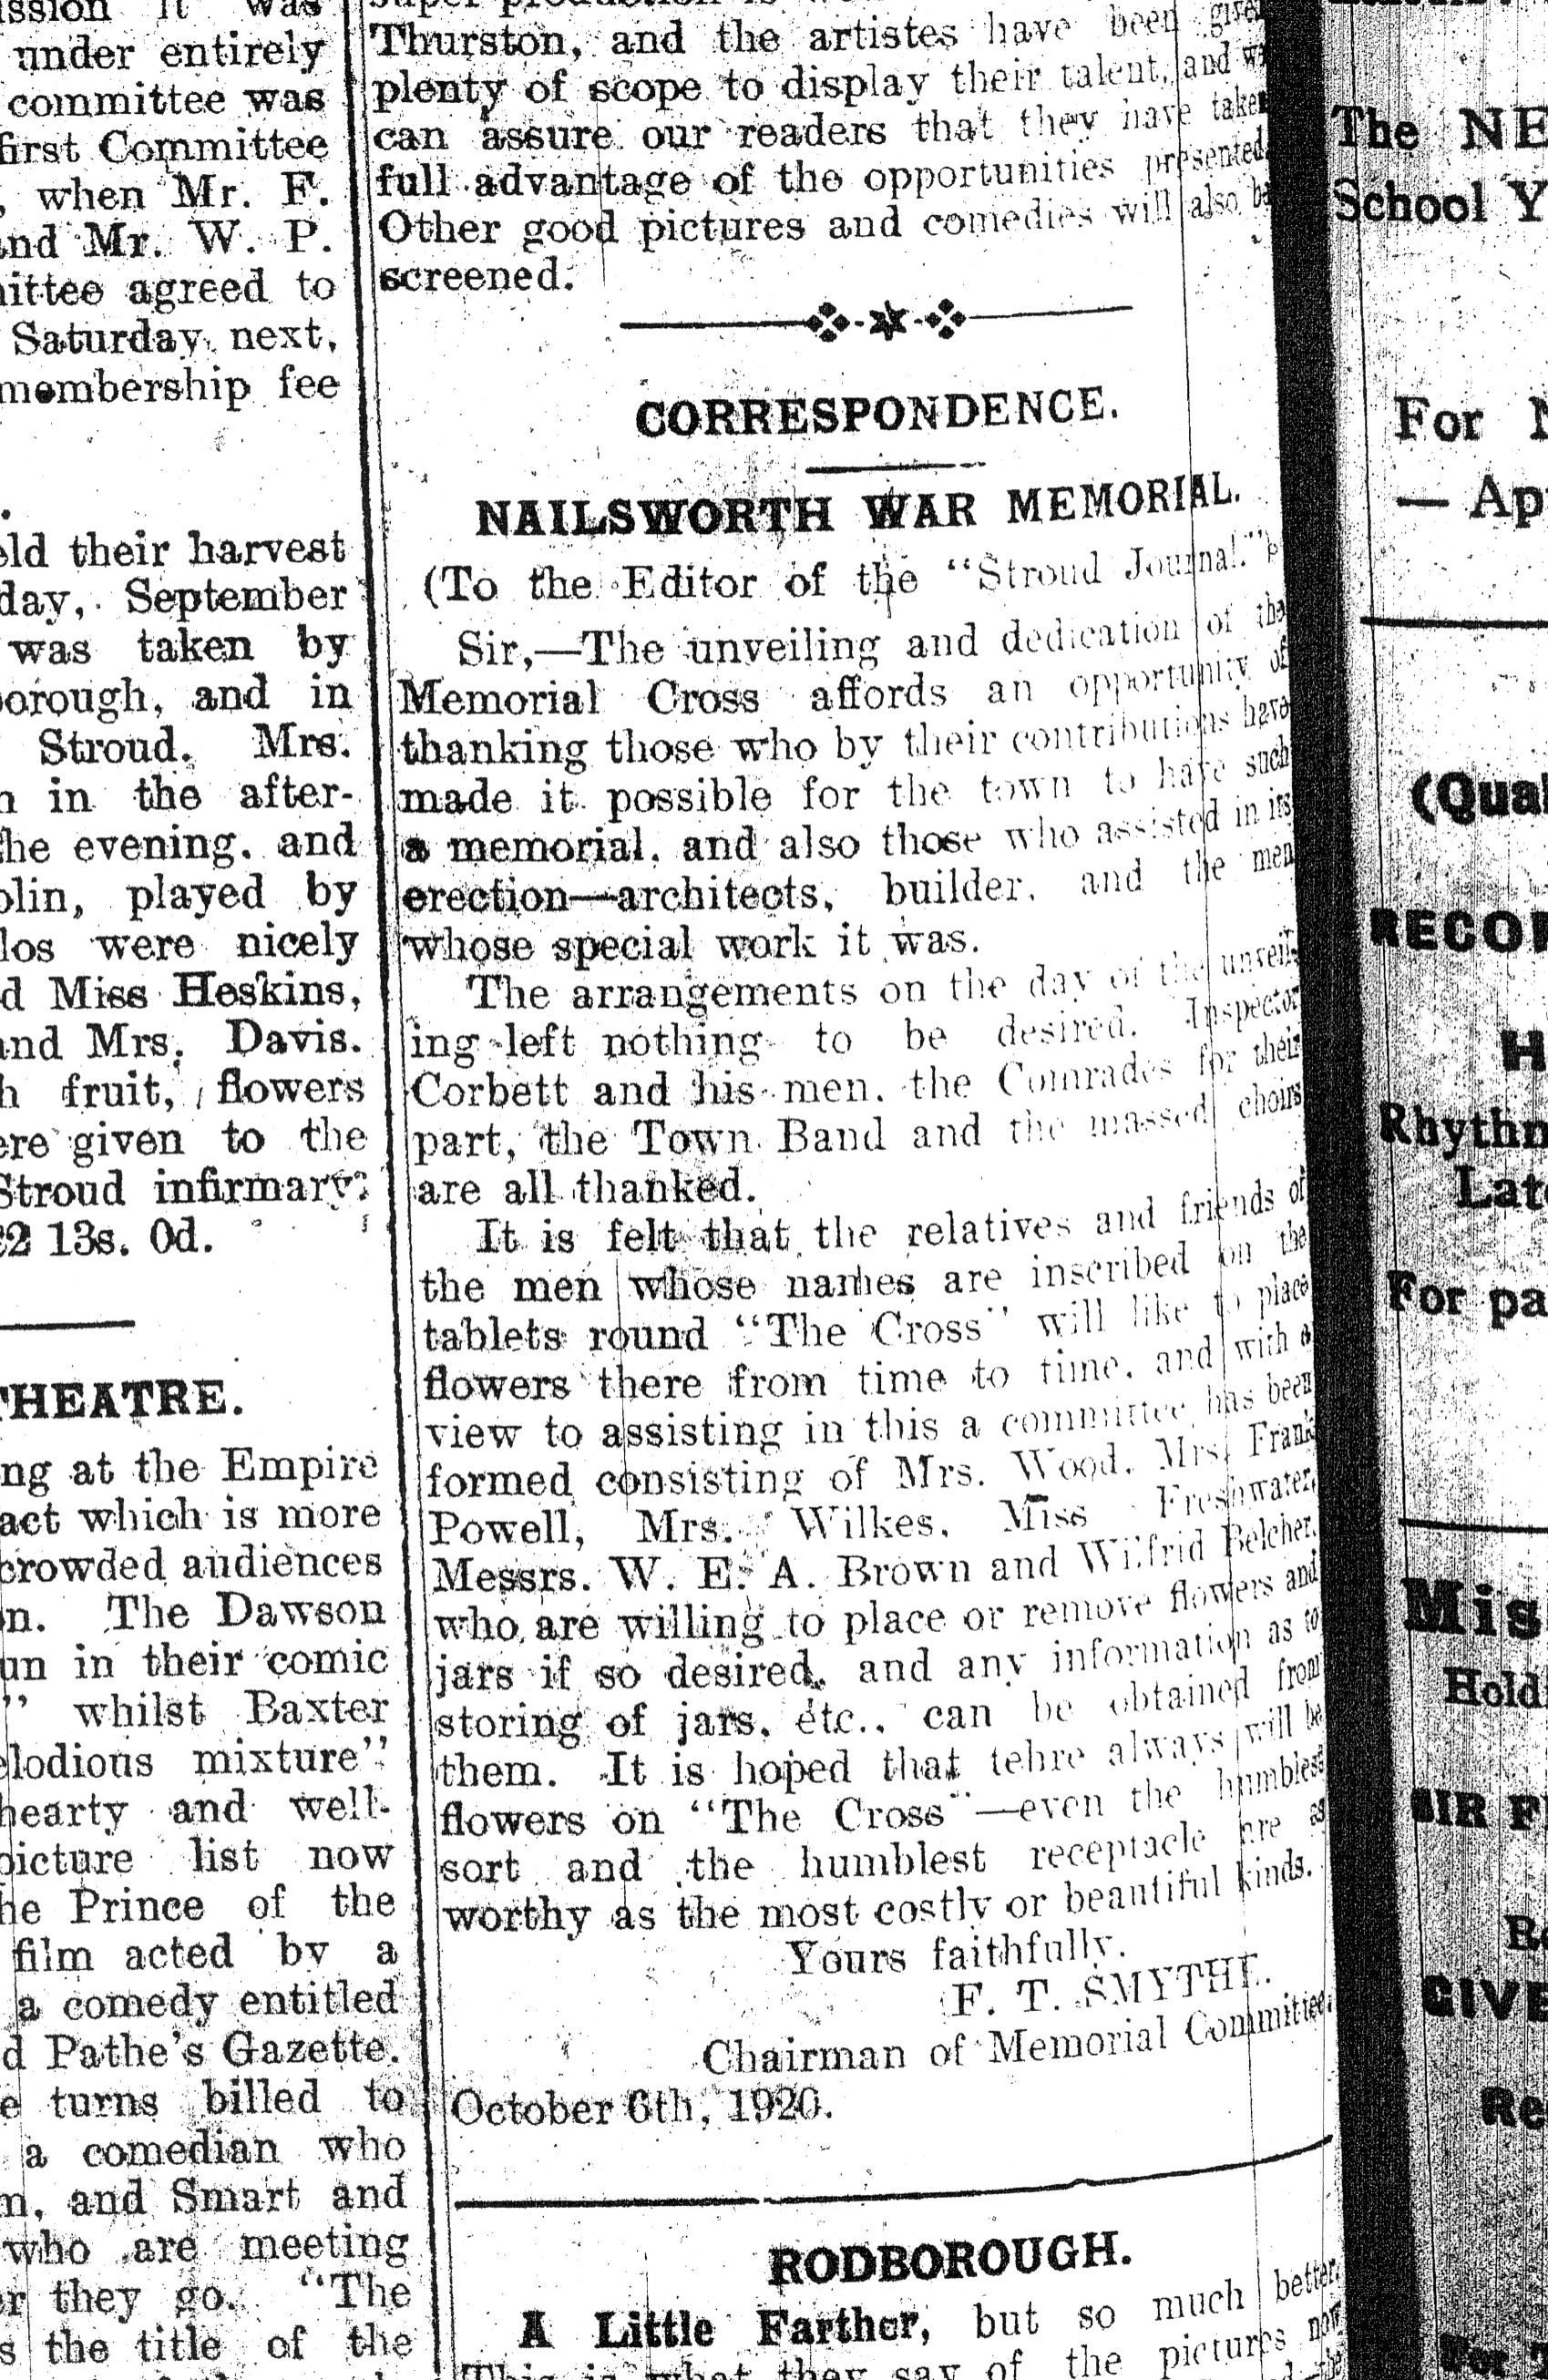 ssion it was
under entirely
committee was
first Committee
, when Mr. F.
and Mr. W. P.
ittee agreed to
Saturday next,
membership fee
.
eld their harvest
day, September
was taken by
borough, and in
Stroud. Mrs.
n in the after-
the evening, and
olin, played by
los were nicely
d Miss Heskins,
and Mrs. Davis.
h fruit, flowers
ere given to the
Stroud infirmary.
£2 13s. 0d.
THEATRE.
ng at the Empire
act which is more
crowded audiences
n. The Dawson
un in their comic
" whilst Baxter
elodious mixture"
hearty and well-
picture list now
he Prince of the
film acted by a
a comedy entitled
d Pathe's Gazette.
e turns billed to
a comedian who
m, and Smart and
who are meeting
r they go. "The
s the title of the
Thurston, and the artistes have been given
plenty of scope to display their talent, and we
can assure our readers that they have taken
full advantage of the opportunities presented.
Other good pictures and comedies will also be
screened.
CORRESPONDENCE.
NAILSWORTH WAR MEMORIAL.
(To the Editor of the "Stroud Journal.")
Sir,—The unveiling and dedication of the
Memorial Cross affords an opportunity of
thanking those who by their contributions have
made it possible for the town to have such
a memorial, and also those who assisted in its
erection—architects, builder, and the men
whose special work it was.
The arrangements on the day of the unveil-
ing left nothing to be desired. Inspector
Corbett and his men, the Comrades for their
part, the Town Band and the massed choirs
are all thanked.
It is felt that the relatives and friends of
the men whose names are inscribed on the
tablets round "The Cross" will like to place
flowers there from time to time, and with a
view to assisting in this a committee has been
formed consisting of Mrs. Wood, Mrs. Frank
Powell, Mrs. Wilkes, Miss Freshwater,
Messrs. W. E. A. Brown and Wilfrid Belcher,
who are willing to place or remove flowers and
jars if so desired, and any information as to
storing of jars, etc., can be obtained from
them. It is hoped that tehre always will be
flowers on "The Cross"—even the humblest
sort and the humblest receptacle are as
worthy as the most costly or beautiful kinds.
Yours faithfully,
F. T. SMYTHE.
Chairman of Memorial Committee.
October 6th, 1920.
RODBOROUGH.
A Little Farther, but so much better.
This is what they say of the pictures now
The NE
School Y
For N
— Ap
(Qual
RECOR
H
Rhythm
Late
For pa
Mis
Hold
SIR F
Ro
GIVE
Re
For T